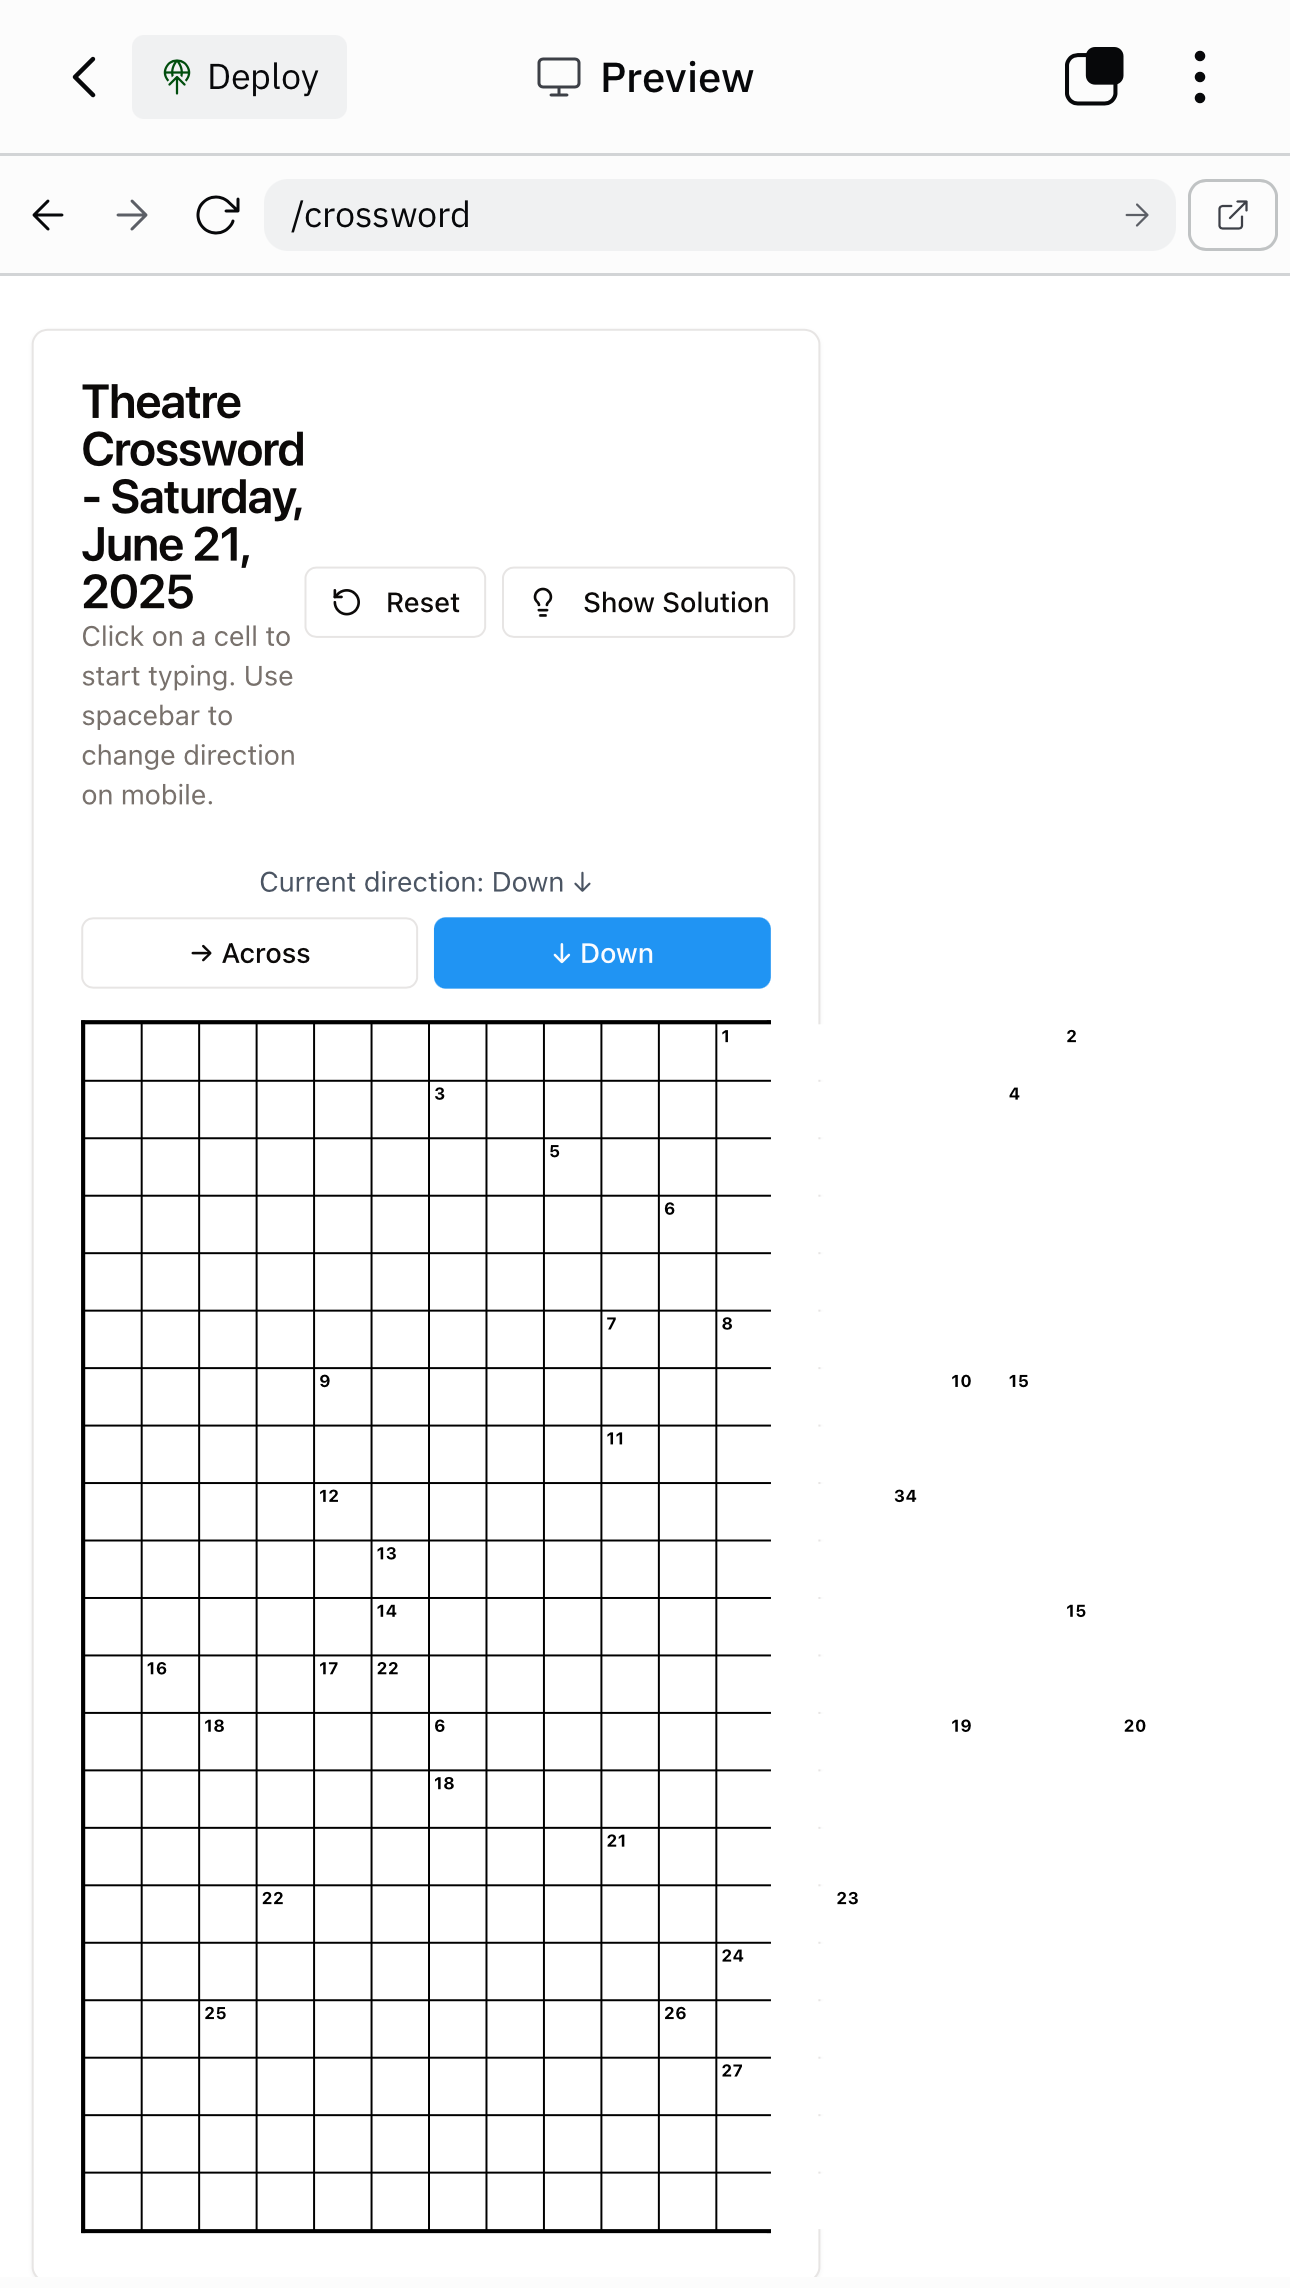 Deploy
Preview
/crossword
Theatre
Crossword
- Saturday,
June 21,
2025
Reset
Show Solution
Click on a cell to
start typing. Use
spacebar to
change direction
on mobile.
Current direction: Down ↓
→ Across
↓ Down
1 2
3 4
5
6
7 8
9 10 15
11
12 34
13
14 15
16 17 22
18 6 19 20
18
21
22 23
24
25 26
27